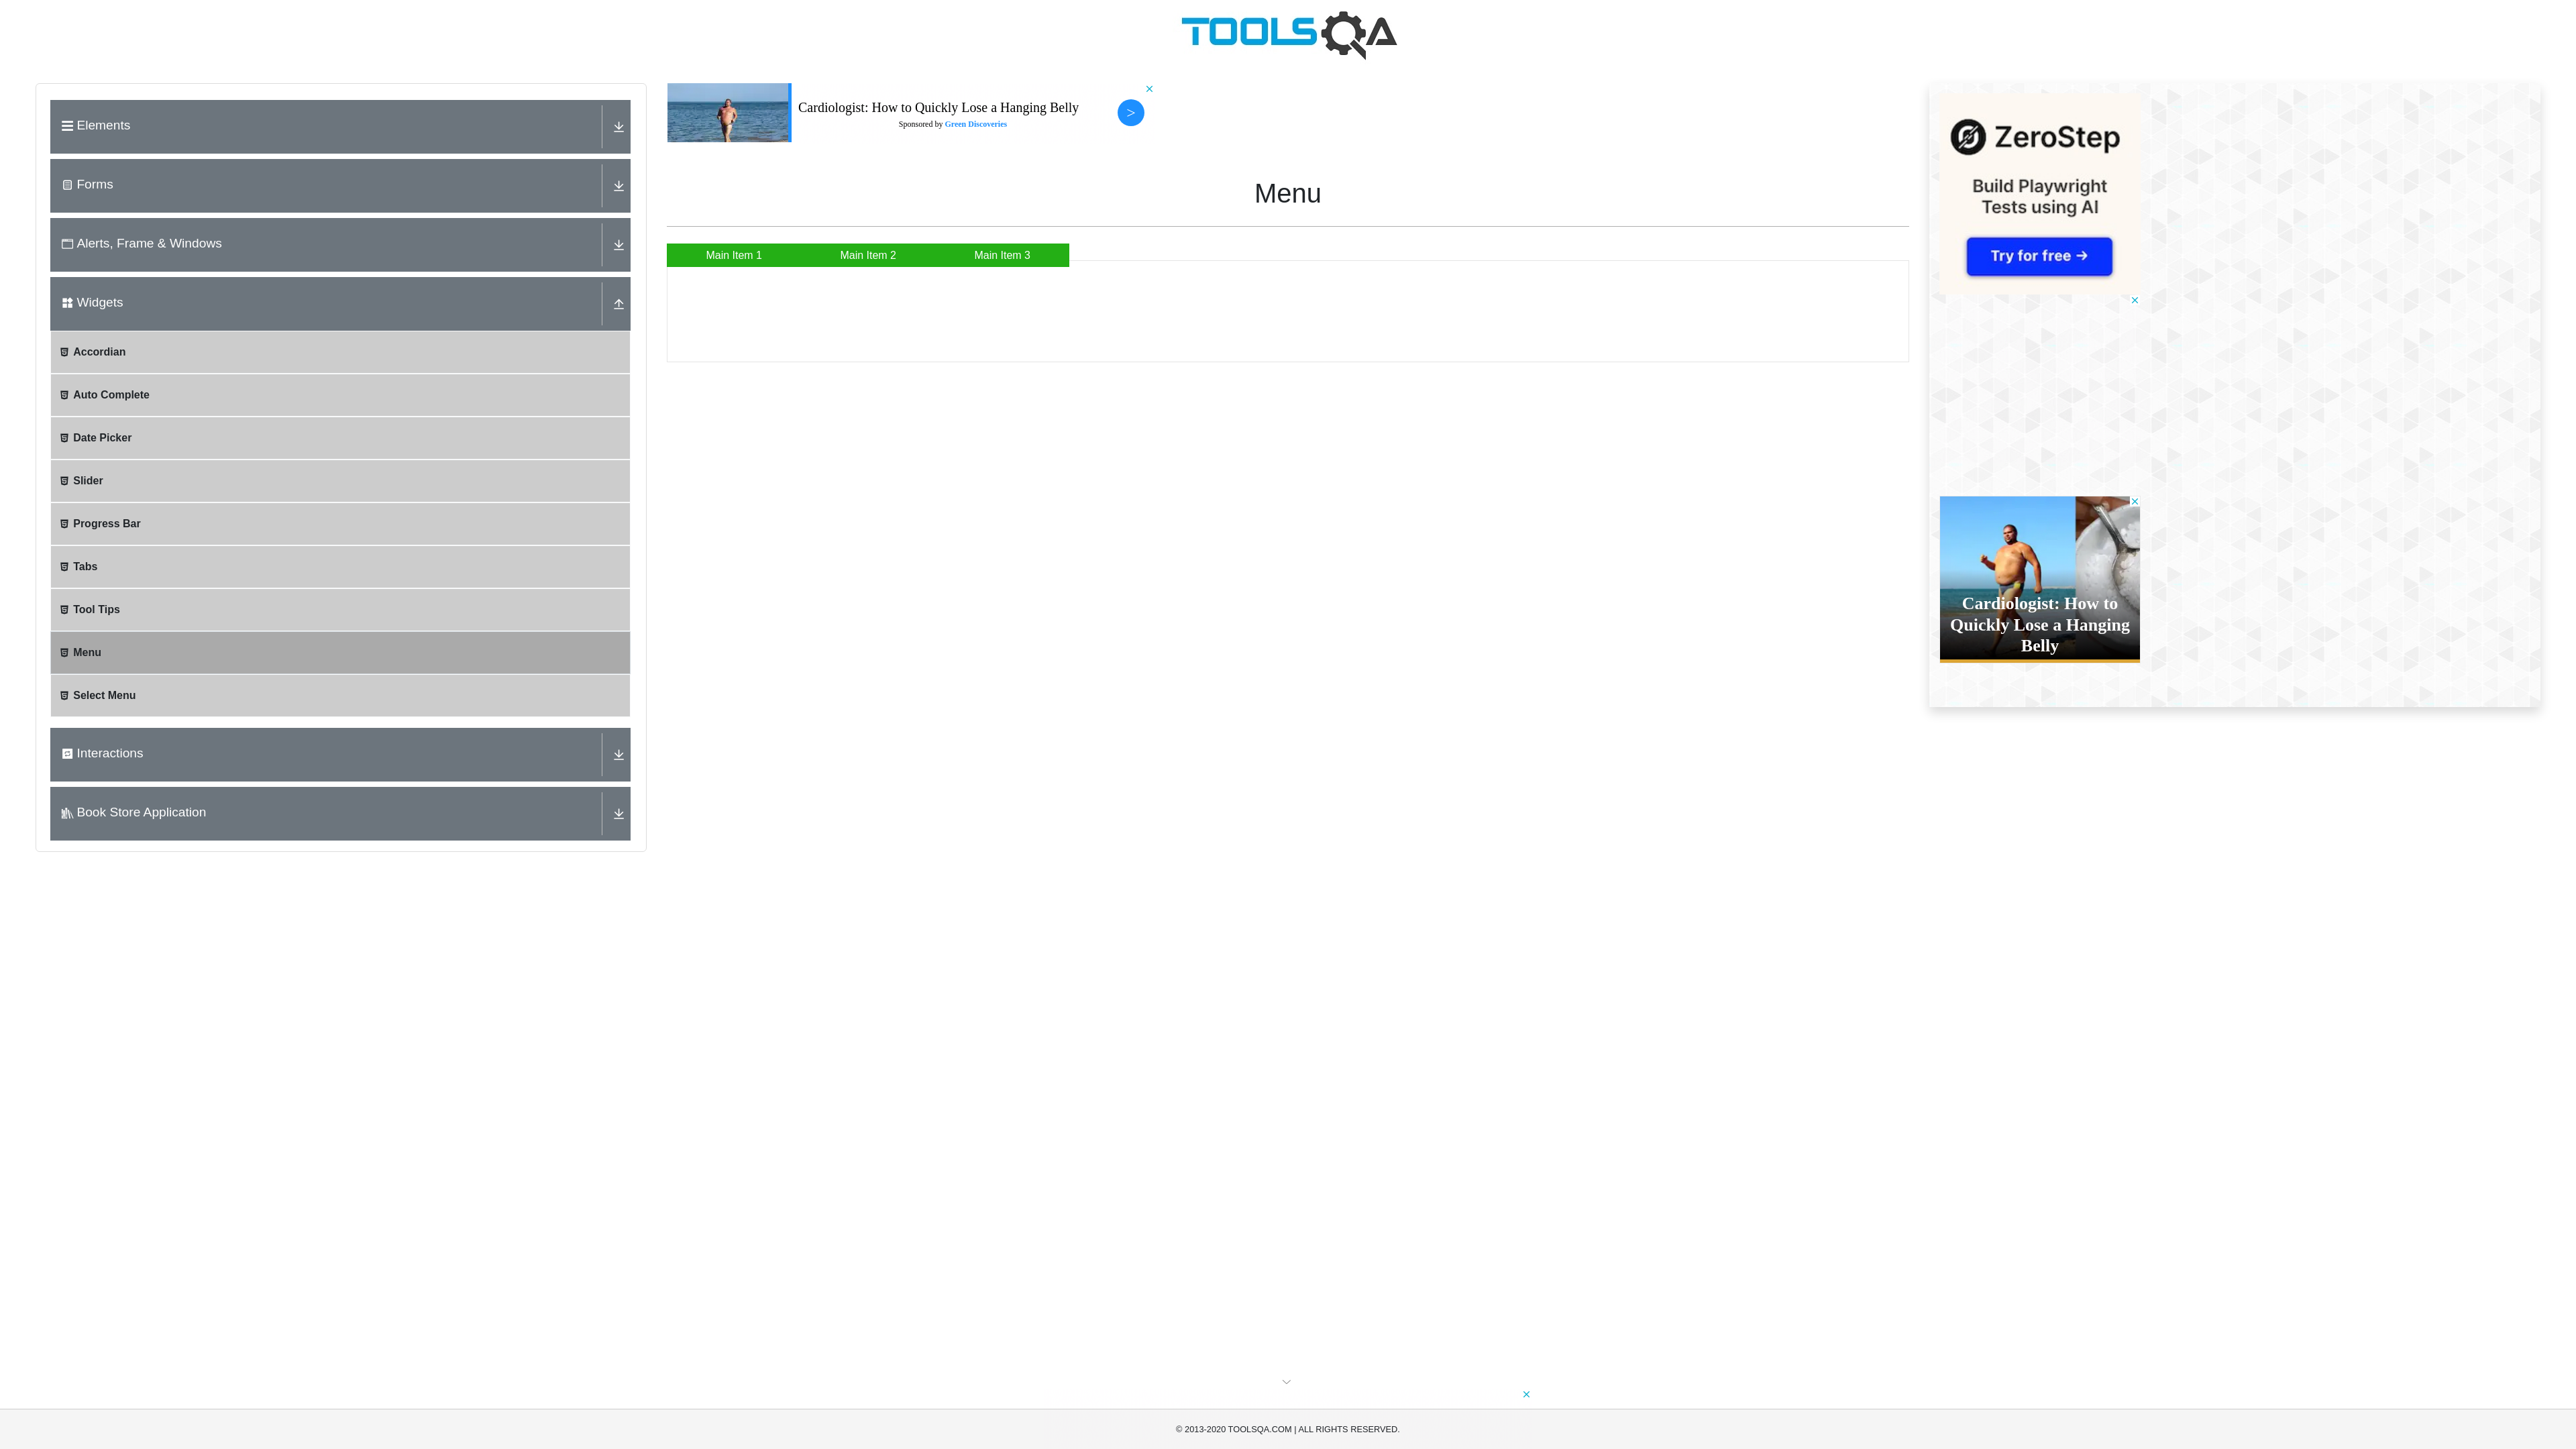 TOOLSQA
Elements
Forms
Alerts, Frame & Windows
Widgets
Accordian
Auto Complete
Date Picker
Slider
Progress Bar
Tabs
Tool Tips
Menu
Select Menu
Interactions
Book Store Application
Cardiologist: How to Quickly Lose a Hanging Belly
Sponsored by Green Discoveries
>
Menu
Main Item 1
Main Item 2
Main Item 3
ZeroStep
Build Playwright
Tests using AI
Try for free →
Cardiologist: How to
Quickly Lose a Hanging
Belly
© 2013-2020 TOOLSQA.COM | ALL RIGHTS RESERVED.